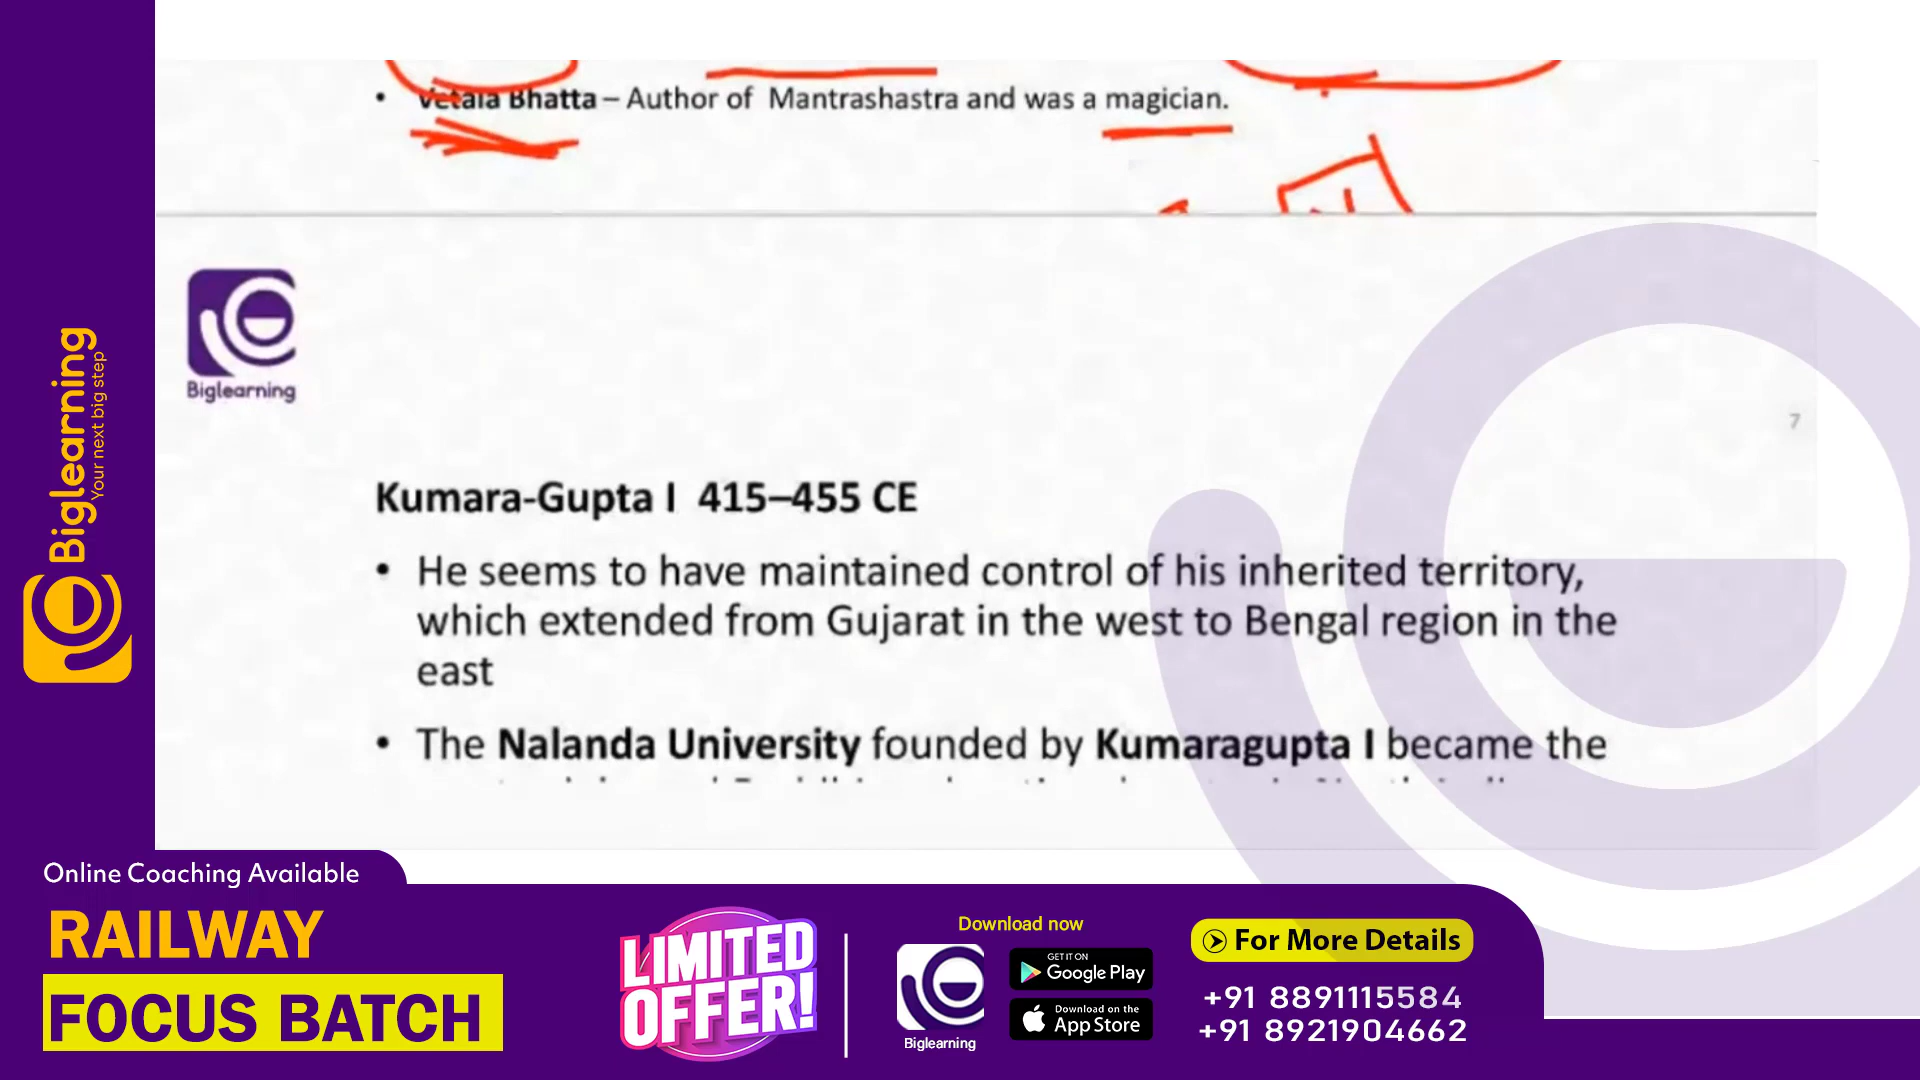 • Vetala Bhatta – Author of Mantrashastra and was a magician.
Biglearning
7
Kumara-Gupta I 415–455 CE
• He seems to have maintained control of his inherited territory,
which extended from Gujarat in the west to Bengal region in the
east
• The Nalanda University founded by Kumaragupta I became the
Biglearning
Your next big step
Online Coaching Available
RAILWAY
FOCUS BATCH
LIMITED
OFFER!
Download now
Biglearning
GET IT ON
Google Play
Download on the
App Store
For More Details
+91 8891115584
+91 8921904662